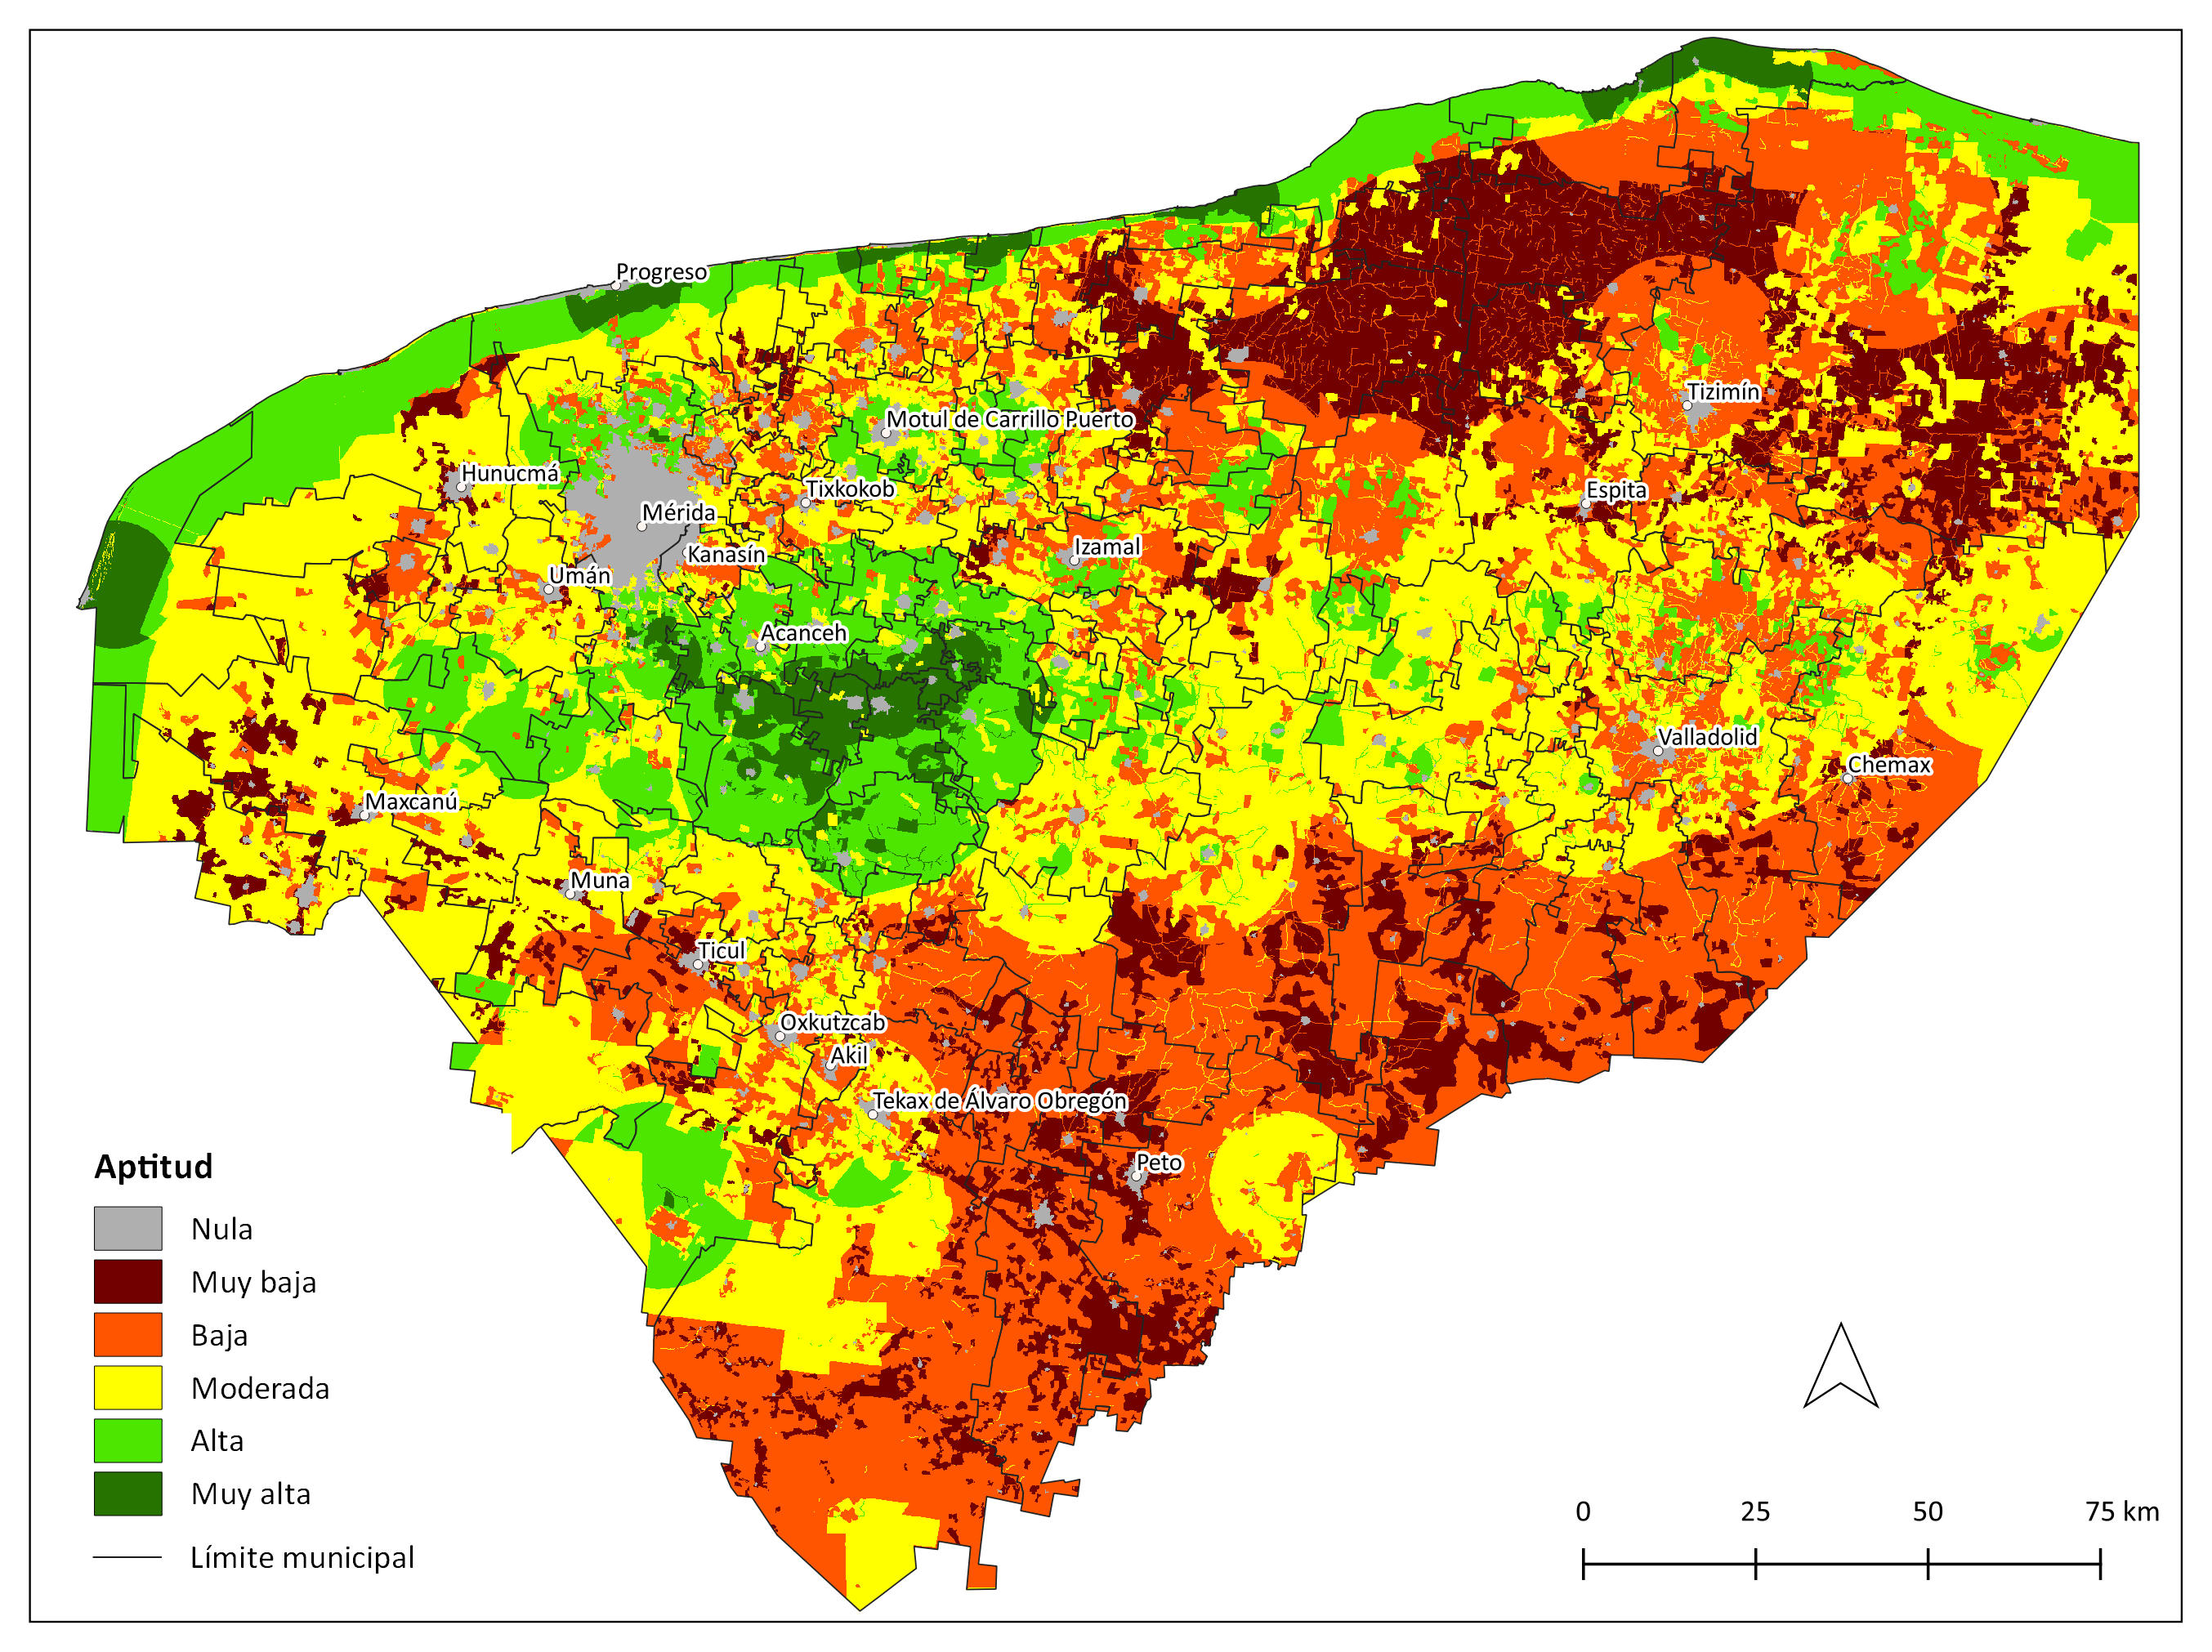 Progreso
Tizimín
Motul de Carrillo Puerto
Hunucmá
Tixkokob
Espita
Mérida
Izamal
Kanasín
Umán
Acanceh
Valladolid
Chemax
Maxcanú
Muna
Ticul
Oxkutzcab
Akil
Tekax de Álvaro Obregón
Peto
Aptitud
Nula
Muy baja
Baja
Moderada
Alta
Muy alta
Límite municipal
0 25 50 75 km